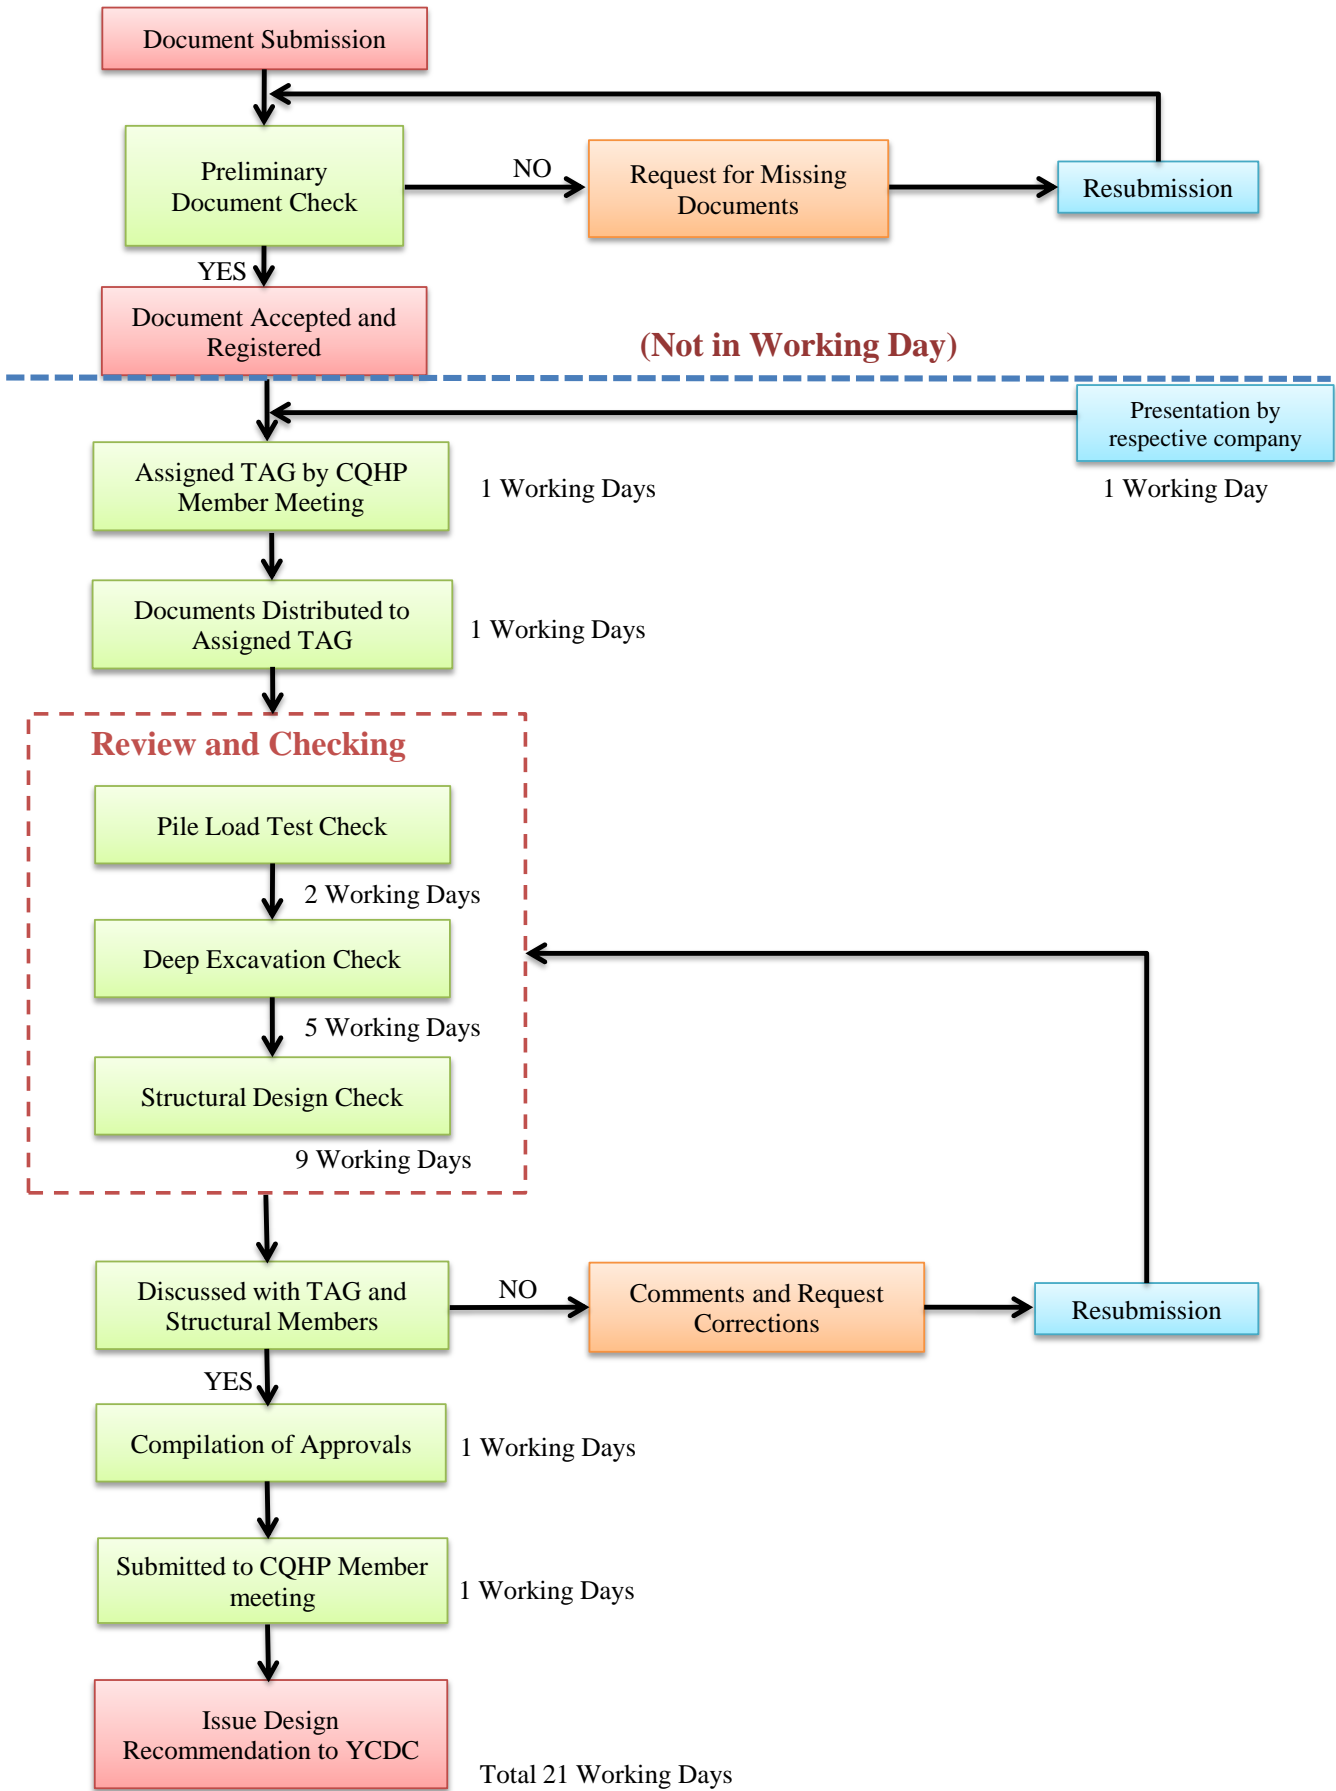 Document Submission
Preliminary
Document Check
NO
Request for Missing
Documents
Resubmission
YES
Document Accepted and
Registered
(Not in Working Day)
Presentation by
respective company
Assigned TAG by CQHP
Member Meeting
1 Working Days
1 Working Day
Documents Distributed to
Assigned TAG
1 Working Days
Review and Checking
Pile Load Test Check
2 Working Days
Deep Excavation Check
5 Working Days
Structural Design Check
9 Working Days
Discussed with TAG and
Structural Members
NO
Comments and Request
Corrections
Resubmission
YES
Compilation of Approvals
1 Working Days
Submitted to CQHP Member
meeting
1 Working Days
Issue Design
Recommendation to YCDC
Total 21 Working Days